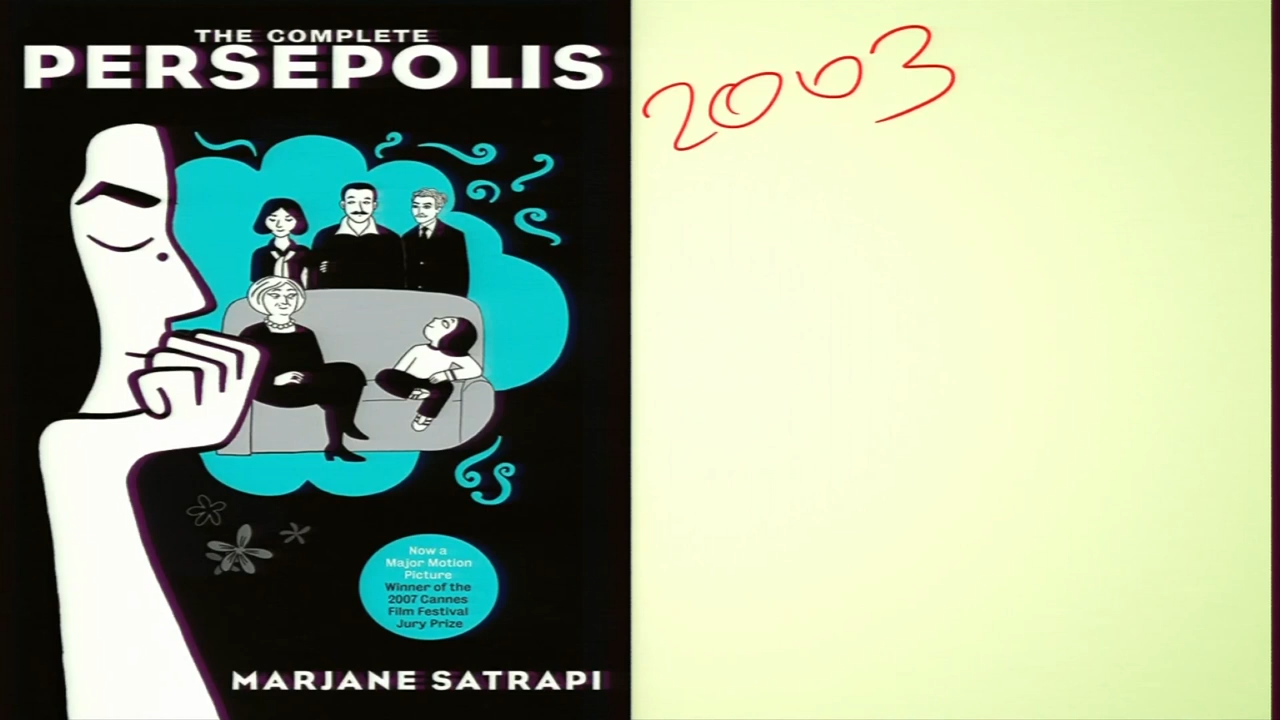 THE COMPLETE
PERSEPOLIS
2003
Now a
Major Motion
Picture
Winner of the
2007 Cannes
Film Festival
Jury Prize
MARJANE SATRAPI